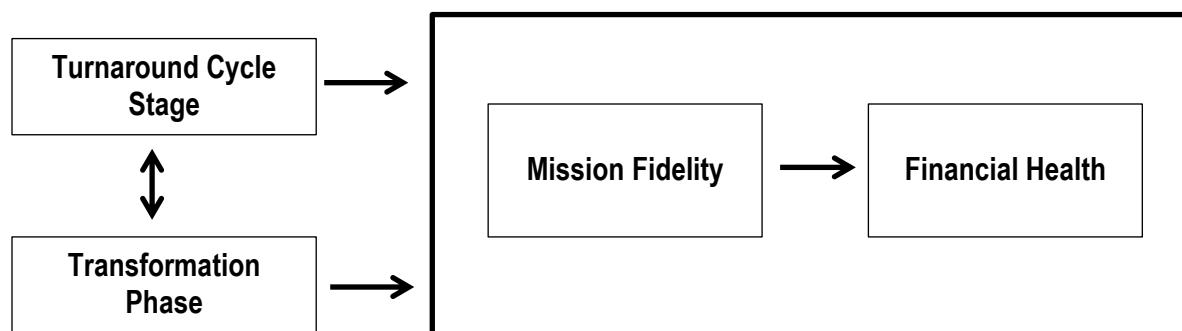 Turnaround Cycle
Stage
Mission Fidelity
Financial Health
Transformation
Phase